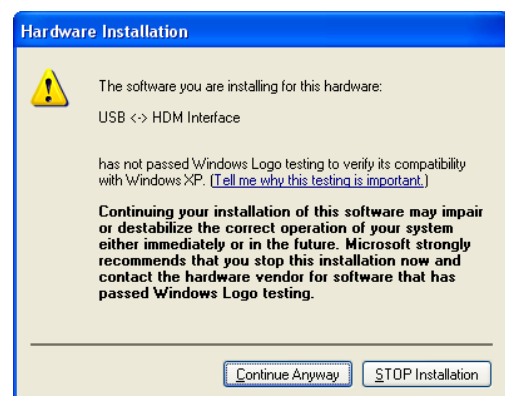 Hardware Installation
The software you are installing for this hardware:
USB <-> HDM Interface
has not passed Windows Logo testing to verify its compatibility
with Windows XP. (Tell me why this testing is important.)
Continuing your installation of this software may impair
or destabilize the correct operation of your system
either immediately or in the future. Microsoft strongly
recommends that you stop this installation now and
contact the hardware vendor for software that has
passed Windows Logo testing.
Continue Anyway
STOP Installation